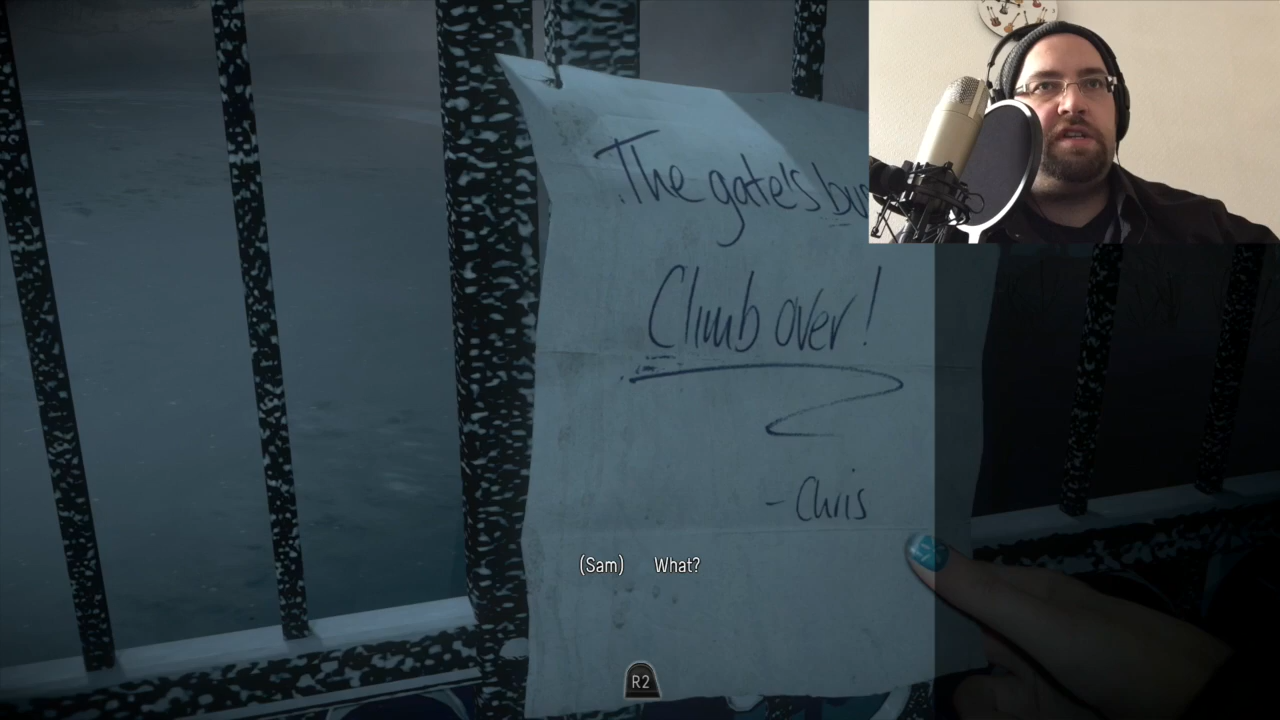 The gate's
Climb over!
- Chris
(Sam) What?
R2